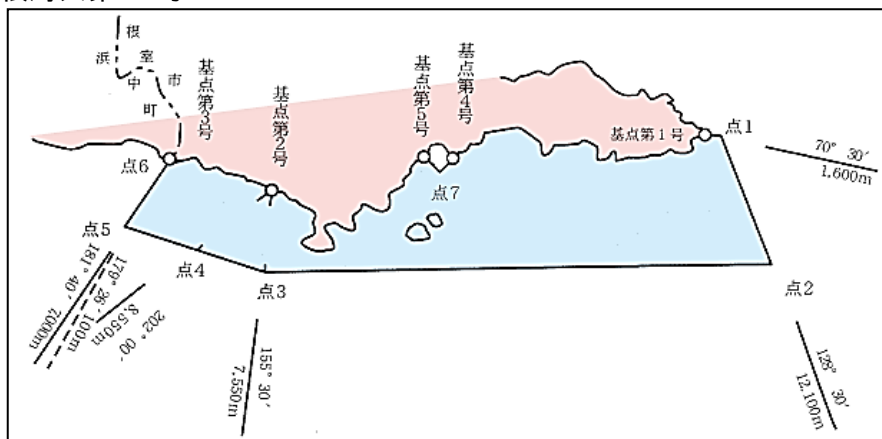 根室市
浜中町
基点第3号
基点第2号
基点第5号
基点第4号
基点第1号
点1
点6
点7
70° 30′
1.600m
点5
点4
点3
点2
181° 40′ 7000m
179° 26′ 100m
8.550m
202° 00′
155° 30′
7.550m
128° 30′
12.100m